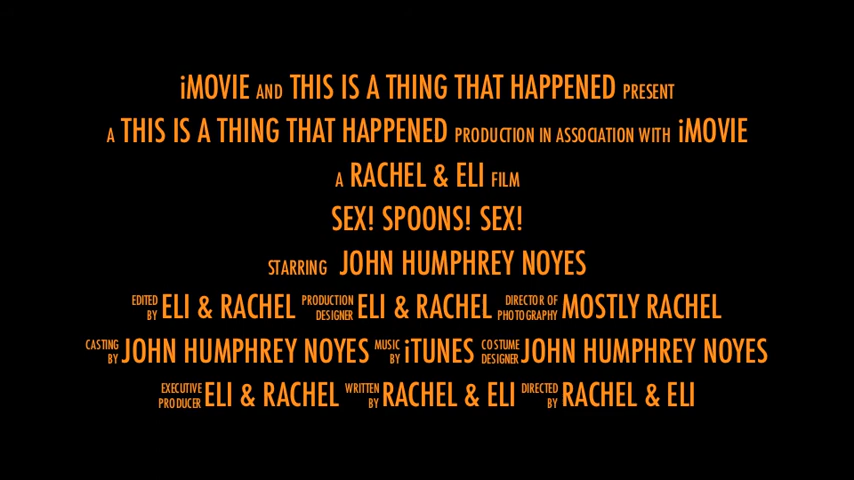 iMOVIE AND THIS IS A THING THAT HAPPENED PRESENT
A THIS IS A THING THAT HAPPENED PRODUCTION IN ASSOCIATION WITH iMOVIE
A RACHEL & ELI FILM
SEX! SPOONS! SEX!
STARRING JOHN HUMPHREY NOYES
EDITED BY ELI & RACHEL PRODUCTION DESIGNER ELI & RACHEL DIRECTOR OF PHOTOGRAPHY MOSTLY RACHEL
CASTING BY JOHN HUMPHREY NOYES MUSIC BY iTUNES COSTUME DESIGNER JOHN HUMPHREY NOYES
EXECUTIVE PRODUCER ELI & RACHEL WRITTEN BY RACHEL & ELI DIRECTED BY RACHEL & ELI